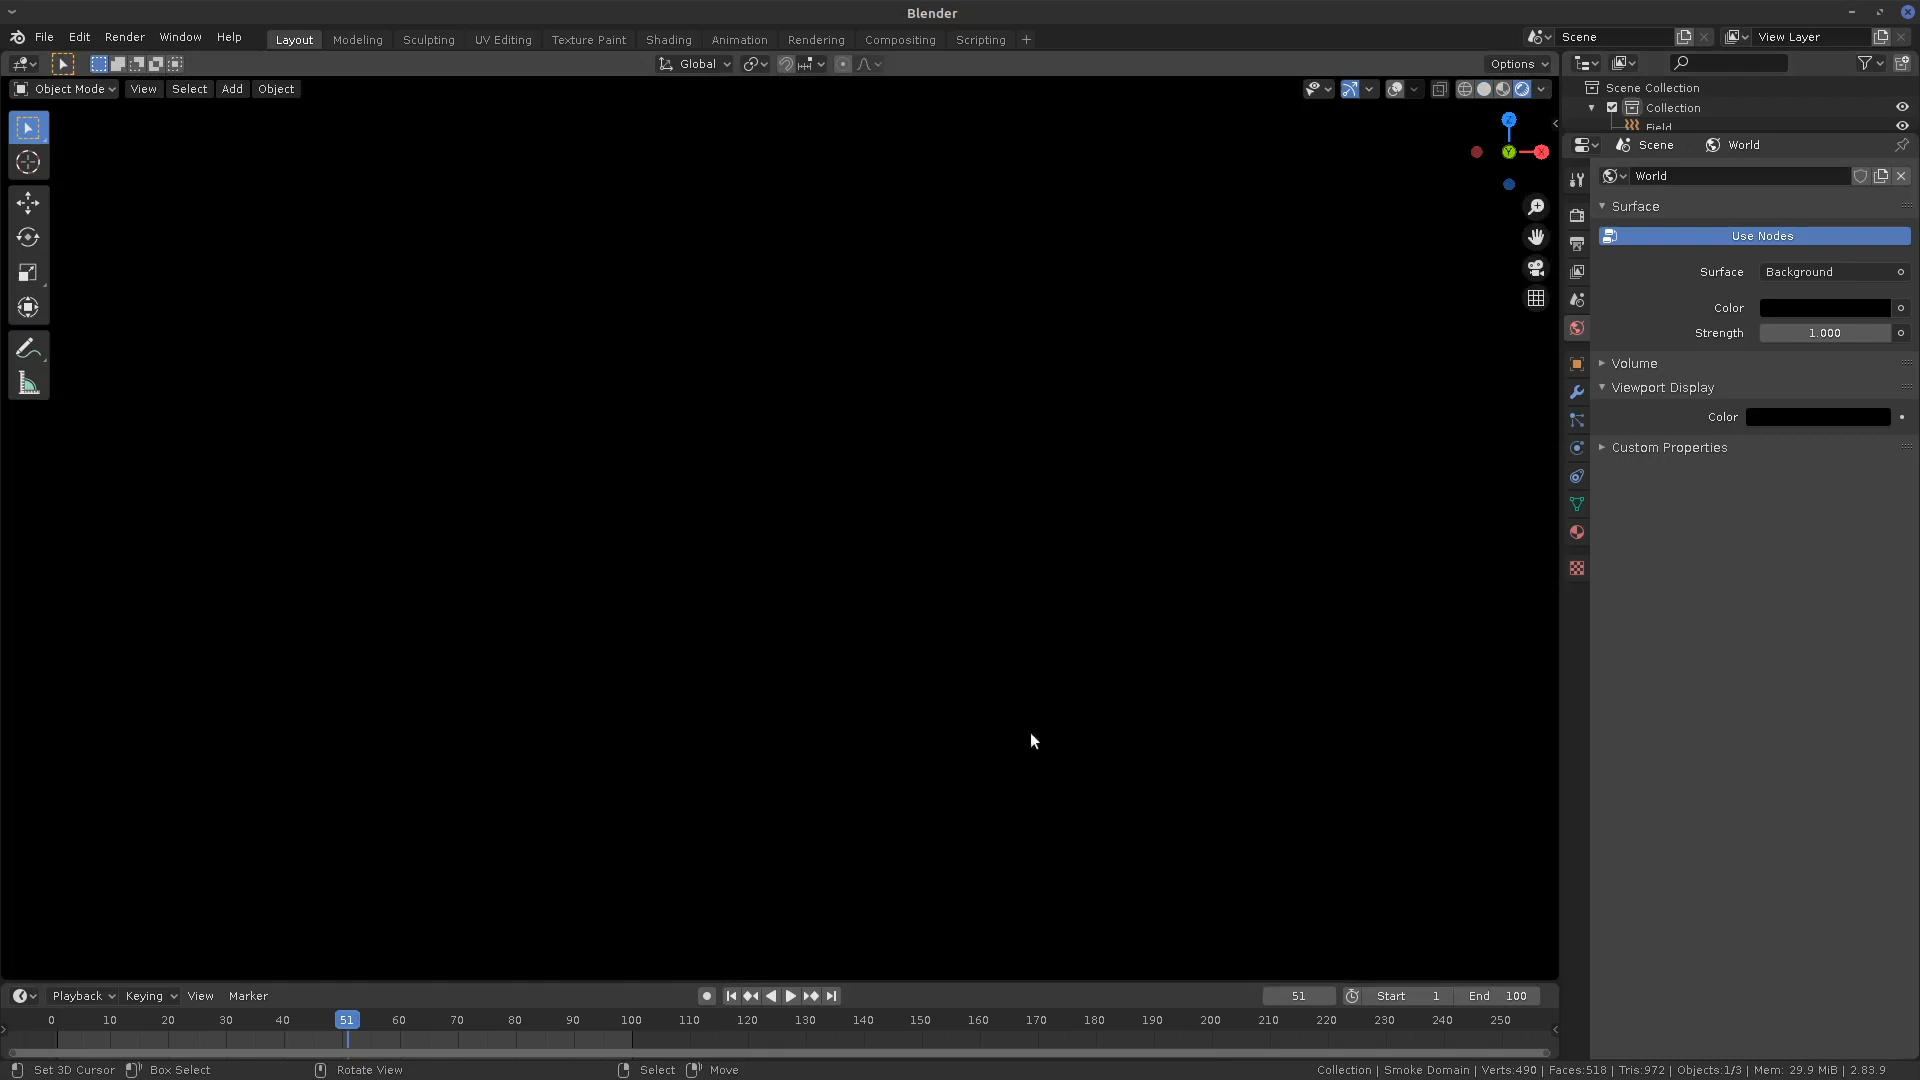 Blender
File Edit Render Window Help Layout Modeling Sculpting UV Editing Texture Paint Shading Animation Rendering Compositing Scripting + Scene View Layer
Global Options
Object Mode View Select Add Object
Scene Collection
Collection
Field
Z
Y X
Scene World
World
Surface
Use Nodes
Surface Background
Color
Strength 1.000
Volume
Viewport Display
Color
Custom Properties
Playback Keying View Marker 51 Start 1 End 100
0 10 20 30 40 51 60 70 80 90 100 110 120 130 140 150 160 170 180 190 200 210 220 230 240 250
Set 3D Cursor Box Select Rotate View Select Move Collection | Smoke Domain | Verts:490 | Faces:518 | Tris:972 | Objects:1/3 | Mem: 29.9 MiB | 2.83.9